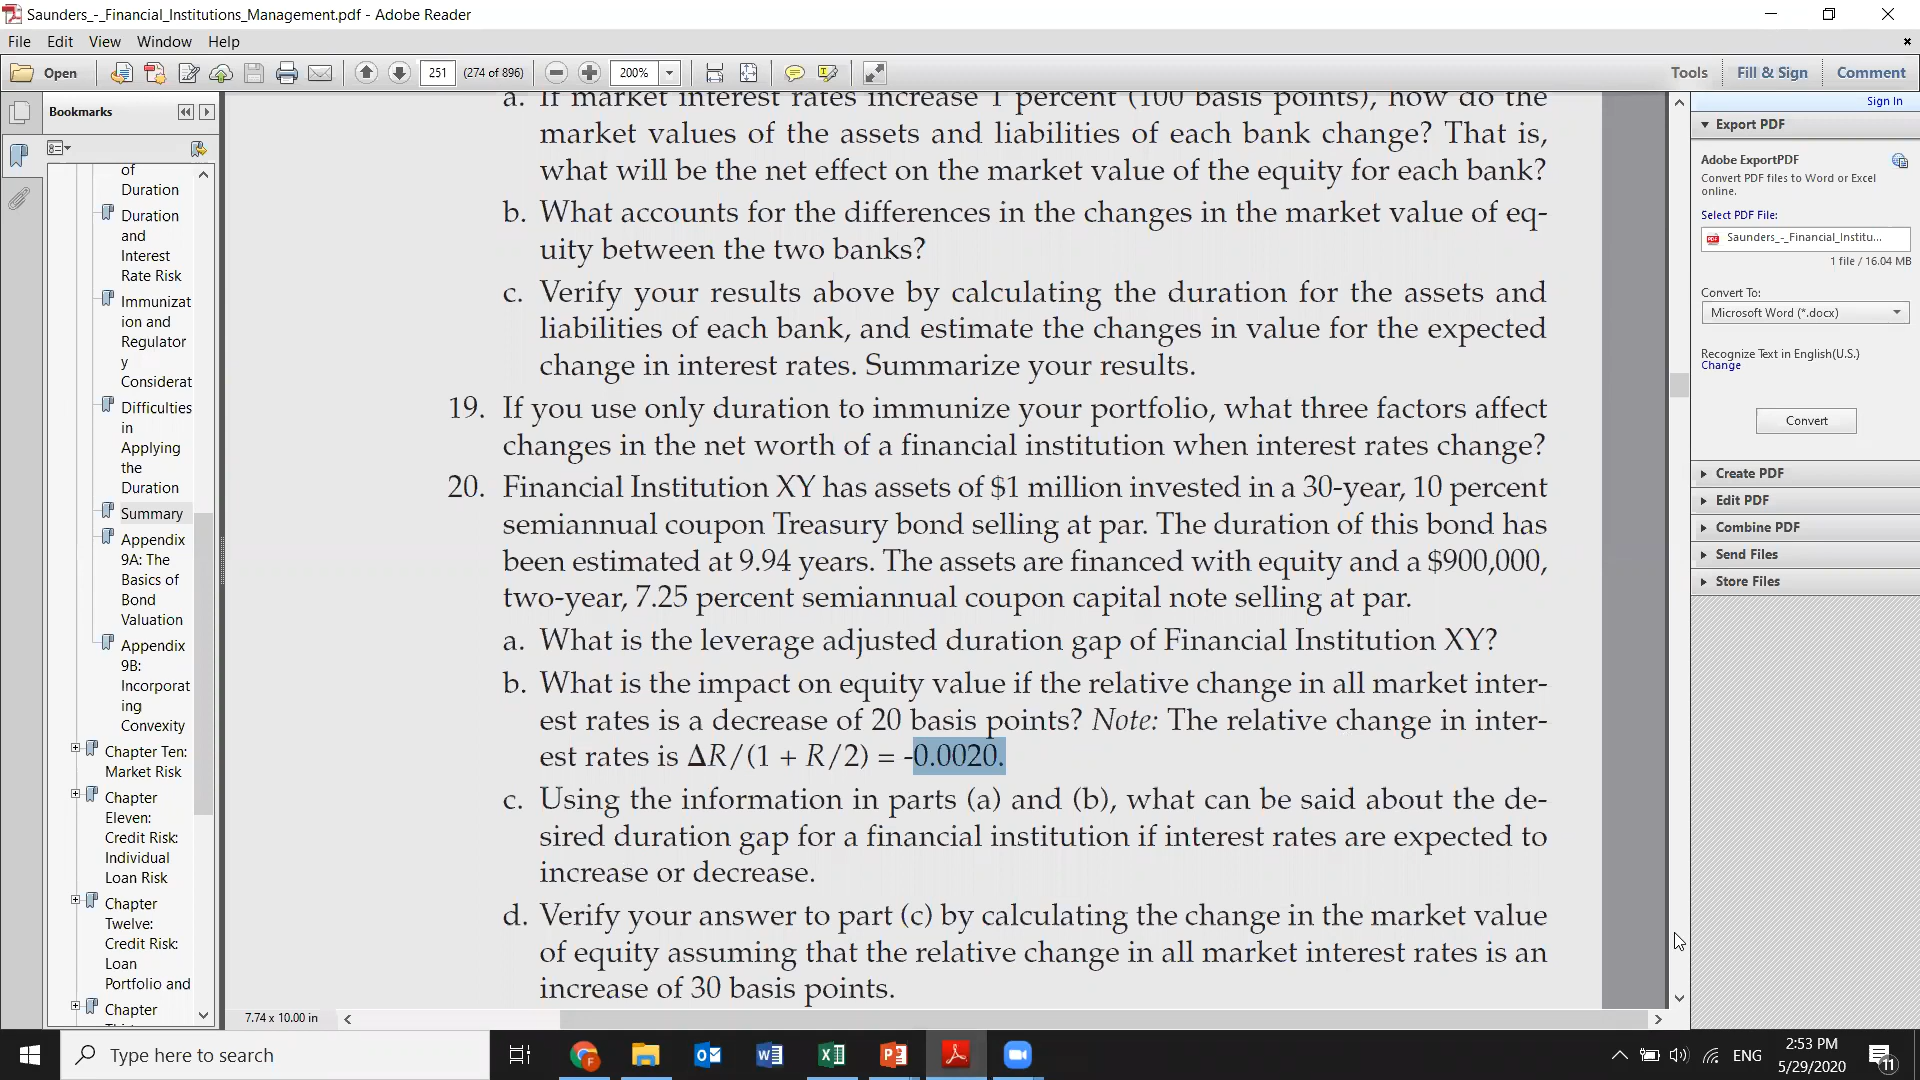 Saunders_-_Financial_Institutions_Management.pdf - Adobe Reader
File Edit View Window Help
Open 251 (274 of 896) 200% Tools Fill & Sign Comment
Sign In
Bookmarks
of
Duration
Duration
and
Interest
Rate Risk
Immunizat
ion and
Regulator
y
Considerat
Difficulties
in
Applying
the
Duration
Summary
Appendix
9A: The
Basics of
Bond
Valuation
Appendix
9B:
Incorporat
ing
Convexity
Chapter Ten:
Market Risk
Chapter
Eleven:
Credit Risk:
Individual
Loan Risk
Chapter
Twelve:
Credit Risk:
Loan
Portfolio and
Chapter
a. If market interest rates increase 1 percent (100 basis points), how do the
market values of the assets and liabilities of each bank change? That is,
what will be the net effect on the market value of the equity for each bank?
b. What accounts for the differences in the changes in the market value of eq-
uity between the two banks?
c. Verify your results above by calculating the duration for the assets and
liabilities of each bank, and estimate the changes in value for the expected
change in interest rates. Summarize your results.
19. If you use only duration to immunize your portfolio, what three factors affect
changes in the net worth of a financial institution when interest rates change?
20. Financial Institution XY has assets of $1 million invested in a 30-year, 10 percent
semiannual coupon Treasury bond selling at par. The duration of this bond has
been estimated at 9.94 years. The assets are financed with equity and a $900,000,
two-year, 7.25 percent semiannual coupon capital note selling at par.
a. What is the leverage adjusted duration gap of Financial Institution XY?
b. What is the impact on equity value if the relative change in all market inter-
est rates is a decrease of 20 basis points? Note: The relative change in inter-
est rates is ΔR/(1 + R/2) = -0.0020.
c. Using the information in parts (a) and (b), what can be said about the de-
sired duration gap for a financial institution if interest rates are expected to
increase or decrease.
d. Verify your answer to part (c) by calculating the change in the market value
of equity assuming that the relative change in all market interest rates is an
increase of 30 basis points.
7.74 x 10.00 in
Export PDF
Adobe ExportPDF
Convert PDF files to Word or Excel
online.
Select PDF File:
Saunders_-_Financial_Institu...
1 file / 16.04 MB
Convert To:
Microsoft Word (*.docx)
Recognize Text in English(U.S.)
Change
Convert
Create PDF
Edit PDF
Combine PDF
Send Files
Store Files
Type here to search
ENG
2:53 PM
5/29/2020
11